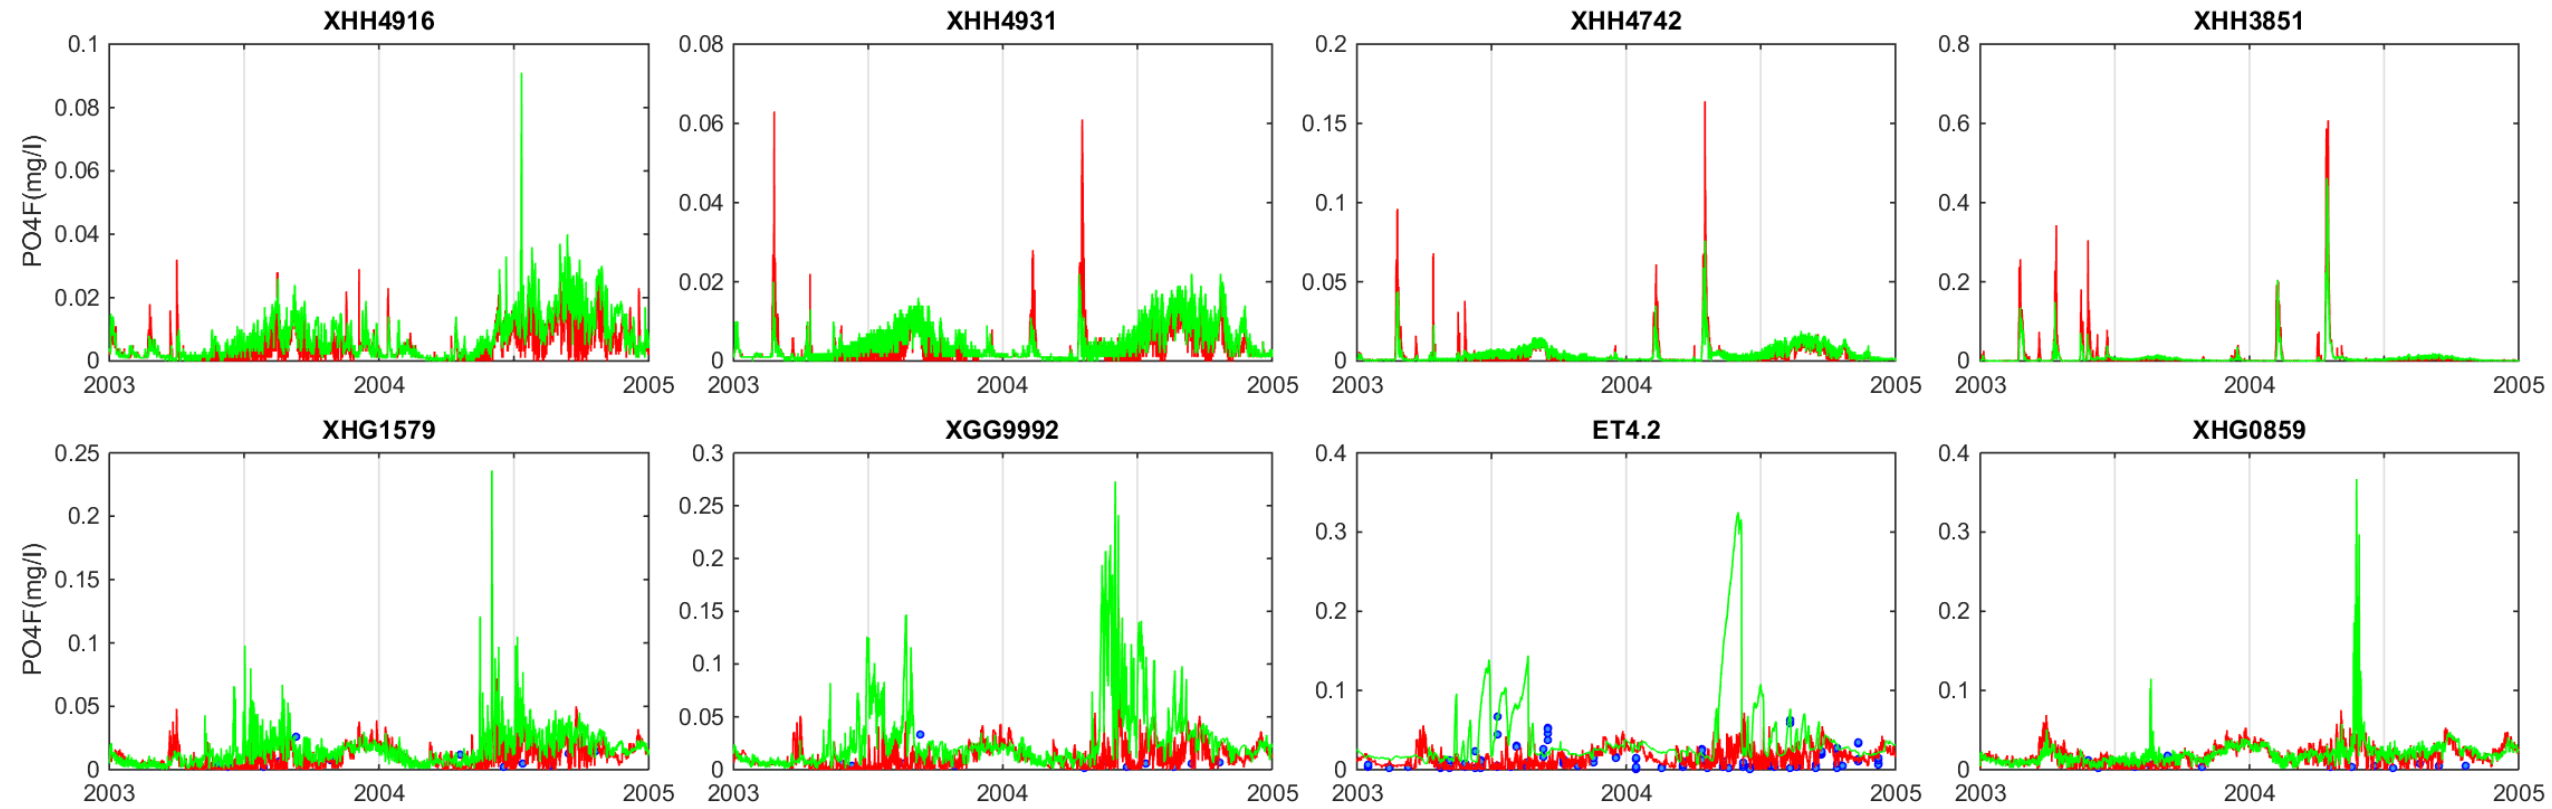 XHH4916 XHH4931 XHH4742 XHH3851
PO4F(mg/l)
0.1 0.08 0.06 0.04 0.02 0
2003 2004 2005
0.08 0.06 0.04 0.02 0
2003 2004 2005
0.2 0.15 0.1 0.05 0
2003 2004 2005
0.8 0.6 0.4 0.2 0
2003 2004 2005
XHG1579 XGG9992 ET4.2 XHG0859
PO4F(mg/l)
0.25 0.2 0.15 0.1 0.05 0
2003 2004 2005
0.3 0.25 0.2 0.15 0.1 0.05 0
2003 2004 2005
0.4 0.3 0.2 0.1 0
2003 2004 2005
0.4 0.3 0.2 0.1 0
2003 2004 2005